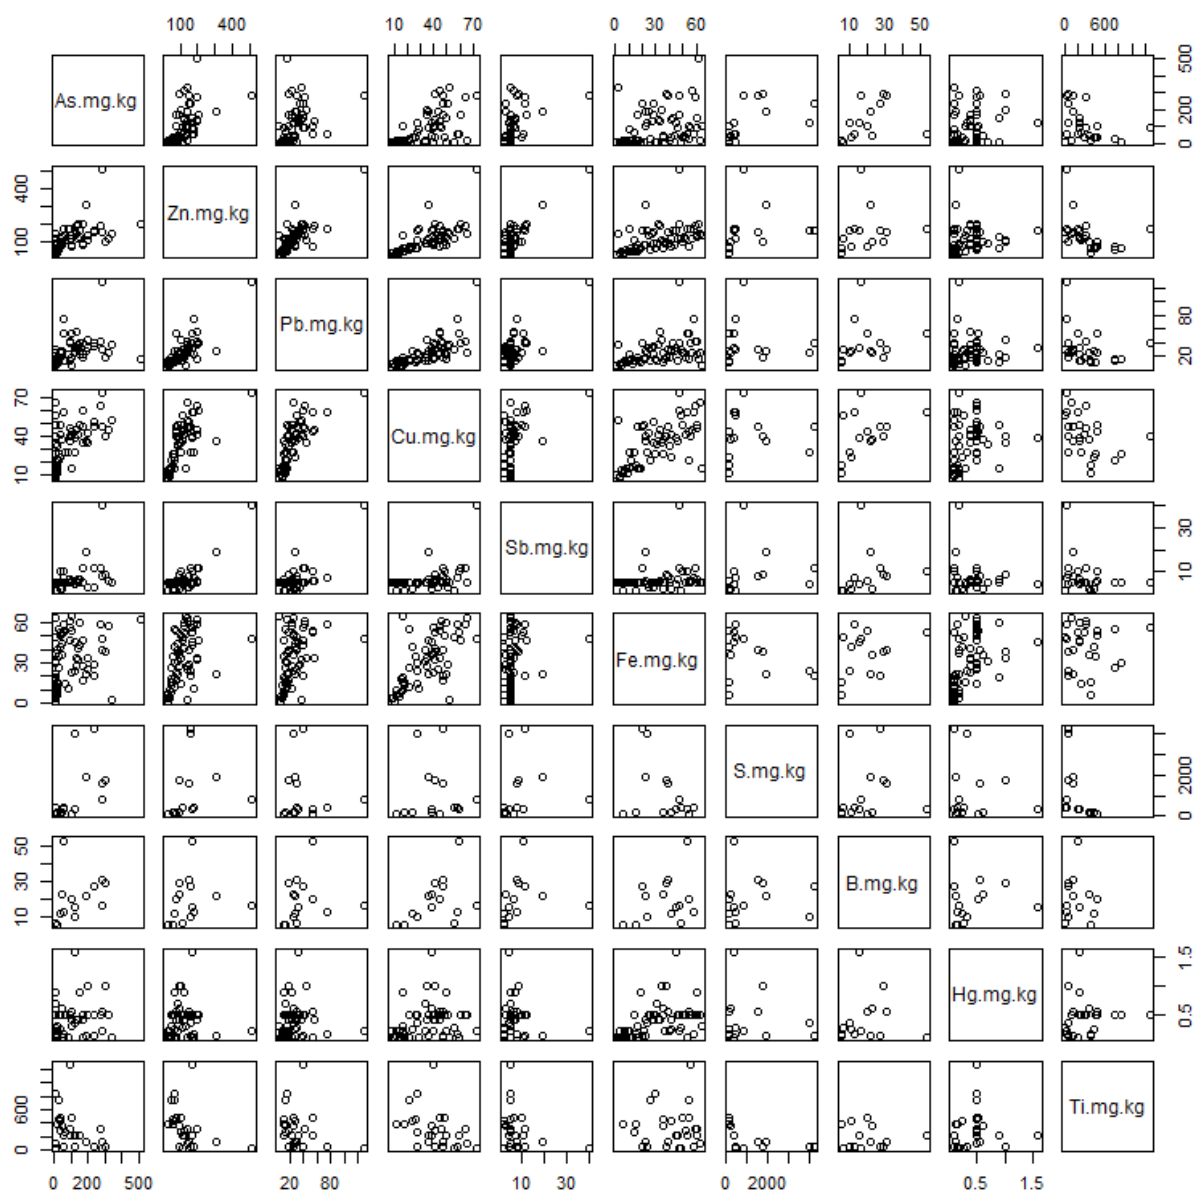 100 400 10 40 70 0 30 60 10 30 50 0 600
As.mg.kg 0 200 500
100 400 Zn.mg.kg
Pb.mg.kg 20 80
10 40 70 Cu.mg.kg
Sb.mg.kg 10 30
0 30 60 Fe.mg.kg
S.mg.kg 0 2000
10 30 50 B.mg.kg
Hg.mg.kg 0.5 1.5
0 600 Ti.mg.kg
0 200 500 20 80 10 30 0 2000 0.5 1.5